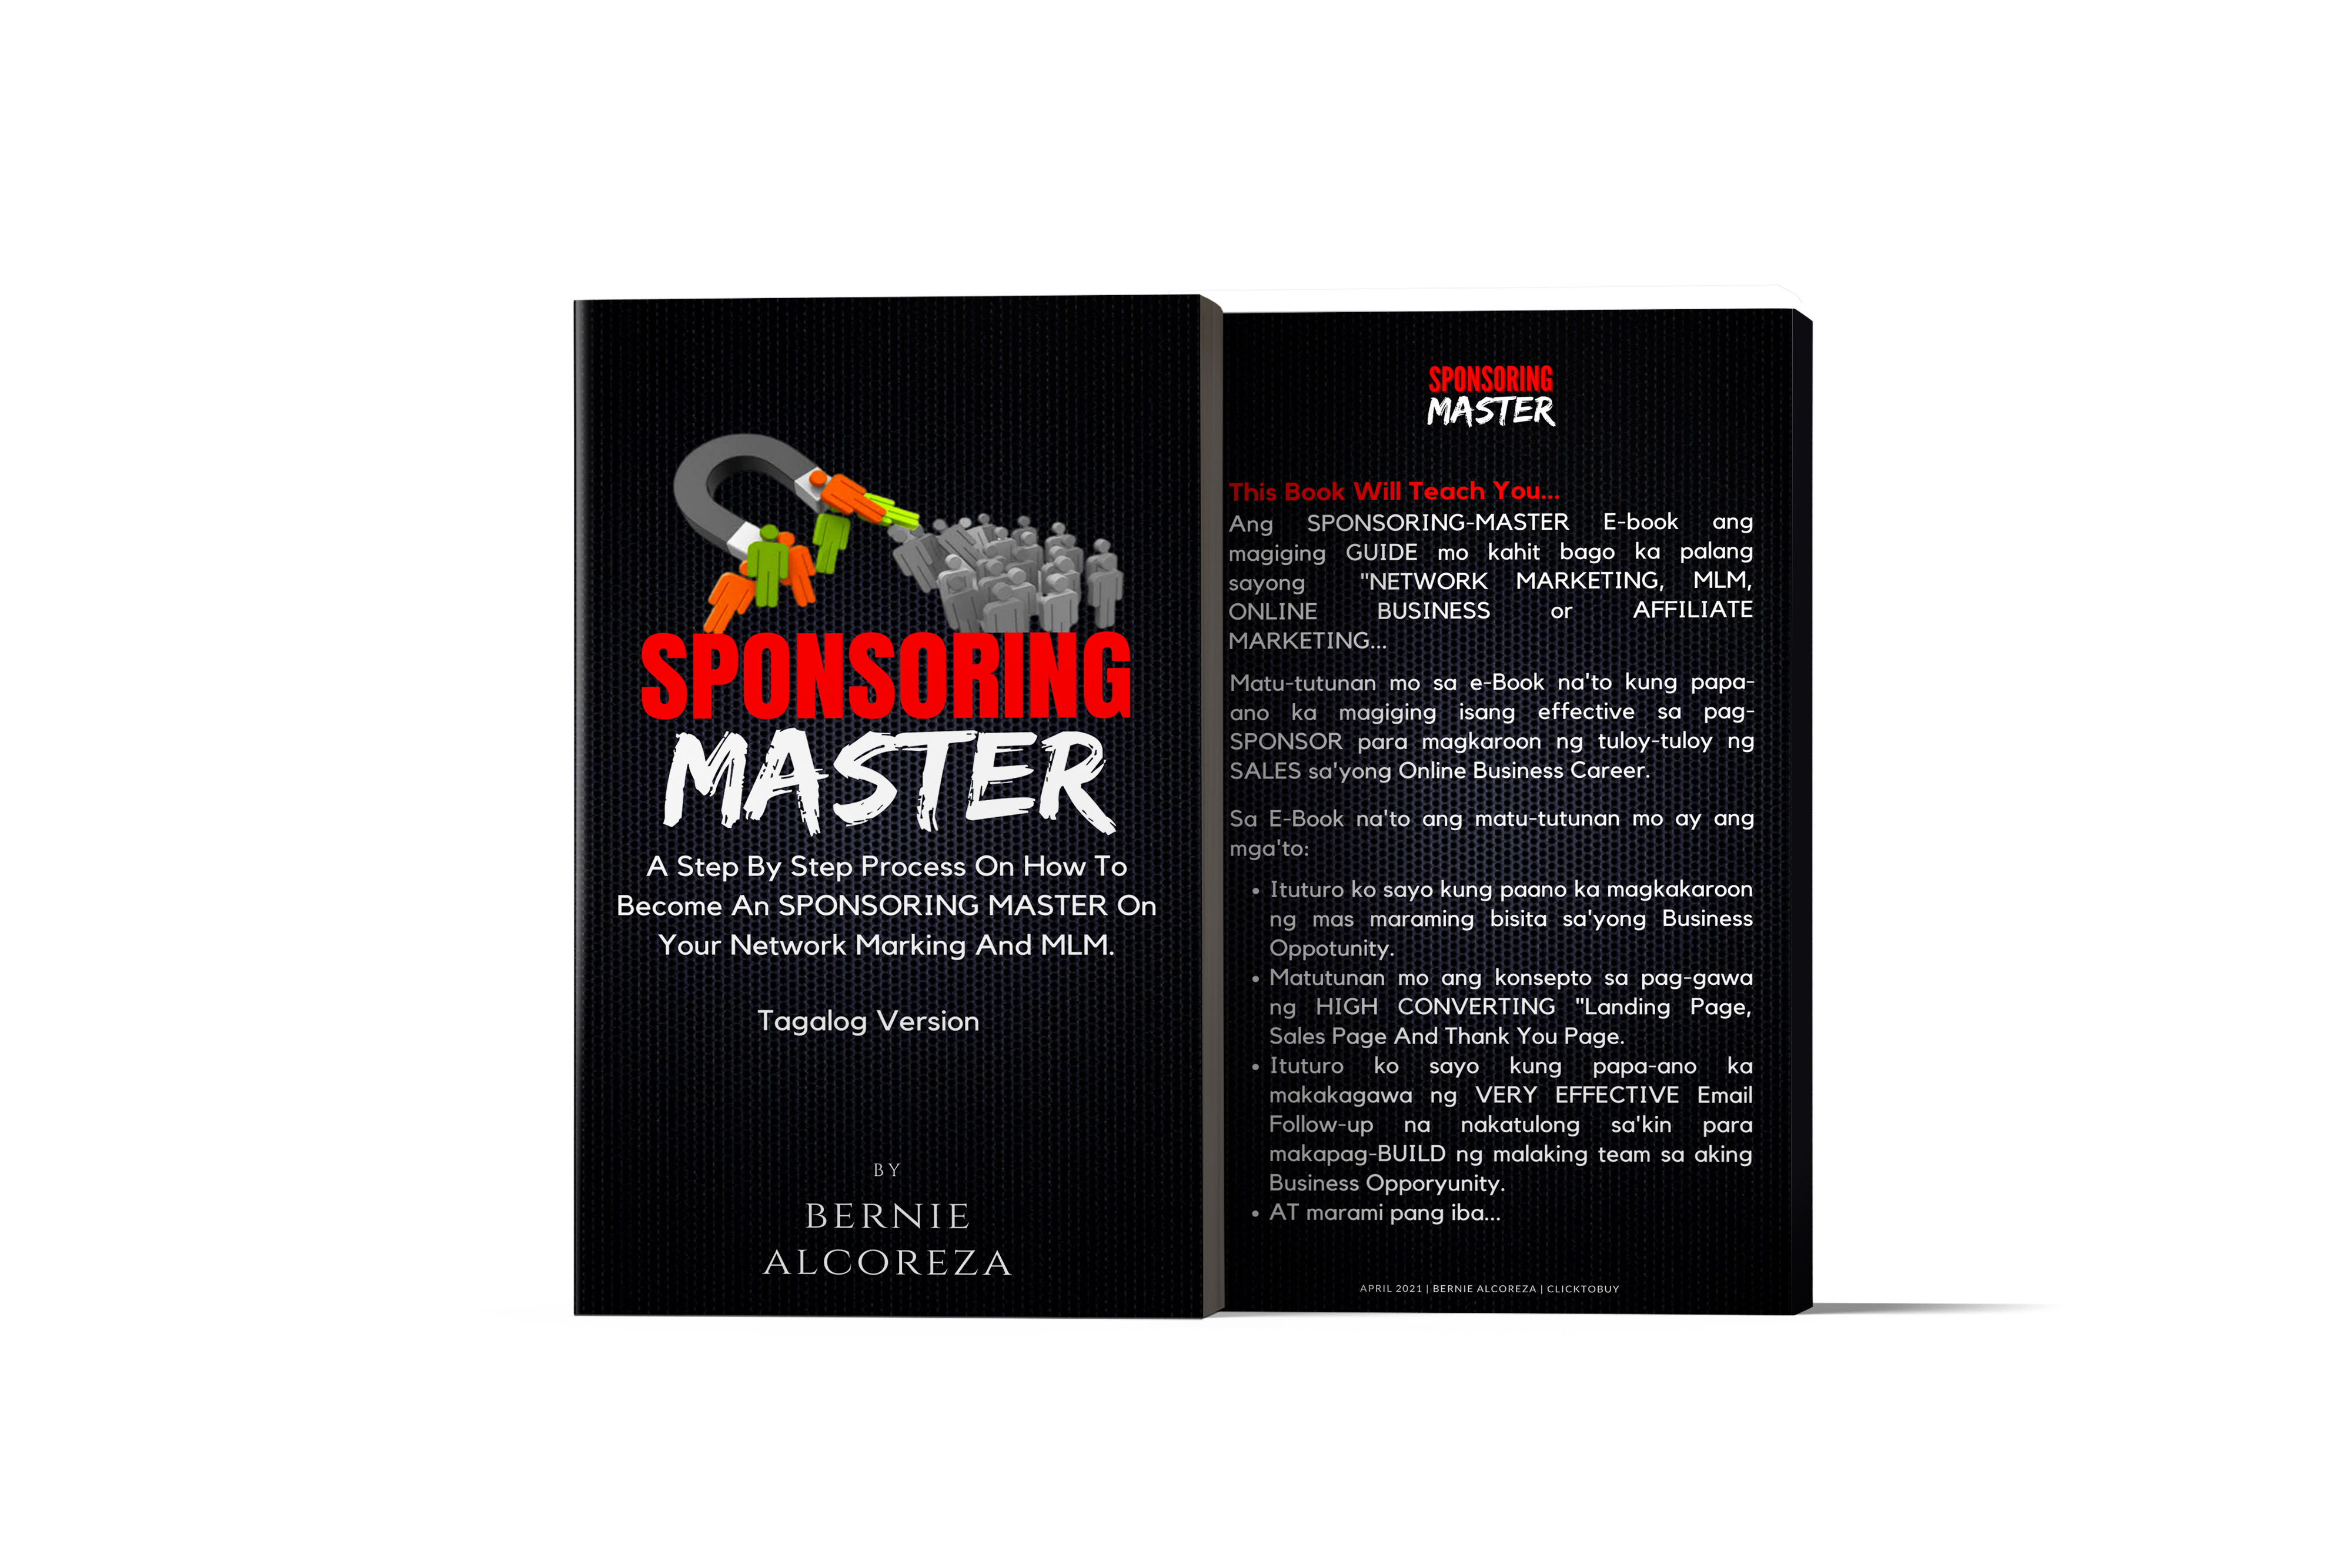 SPONSORING
MASTER
A Step By Step Process On How To
Become An SPONSORING MASTER On
Your Network Marking And MLM.
Tagalog Version
BY
BERNIE
ALCOREZA
SPONSORING
MASTER
This Book Will Teach You...
Ang SPONSORING-MASTER E-book ang
magiging GUIDE mo kahit bago ka palang
sayong "NETWORK MARKETING, MLM,
ONLINE BUSINESS or AFFILIATE
MARKETING...
Matu-tutunan mo sa e-Book na'to kung papa-
ano ka magiging isang effective sa pag-
SPONSOR para magkaroon ng tuloy-tuloy ng
SALES sa'yong Online Business Career.
Sa E-Book na'to ang matu-tutunan mo ay ang
mga'to:
• Ituturo ko sayo kung paano ka magkakaroon
ng mas maraming bisita sa'yong Business
Oppotunity.
• Matutunan mo ang konsepto sa pag-gawa
ng HIGH CONVERTING "Landing Page,
Sales Page And Thank You Page.
• Ituturo ko sayo kung papa-ano ka
makakagawa ng VERY EFFECTIVE Email
Follow-up na nakatulong sa'kin para
makapag-BUILD ng malaking team sa aking
Business Opporyunity.
• AT marami pang iba...
APRIL 2021 | BERNIE ALCOREZA | CLICKTOBUY